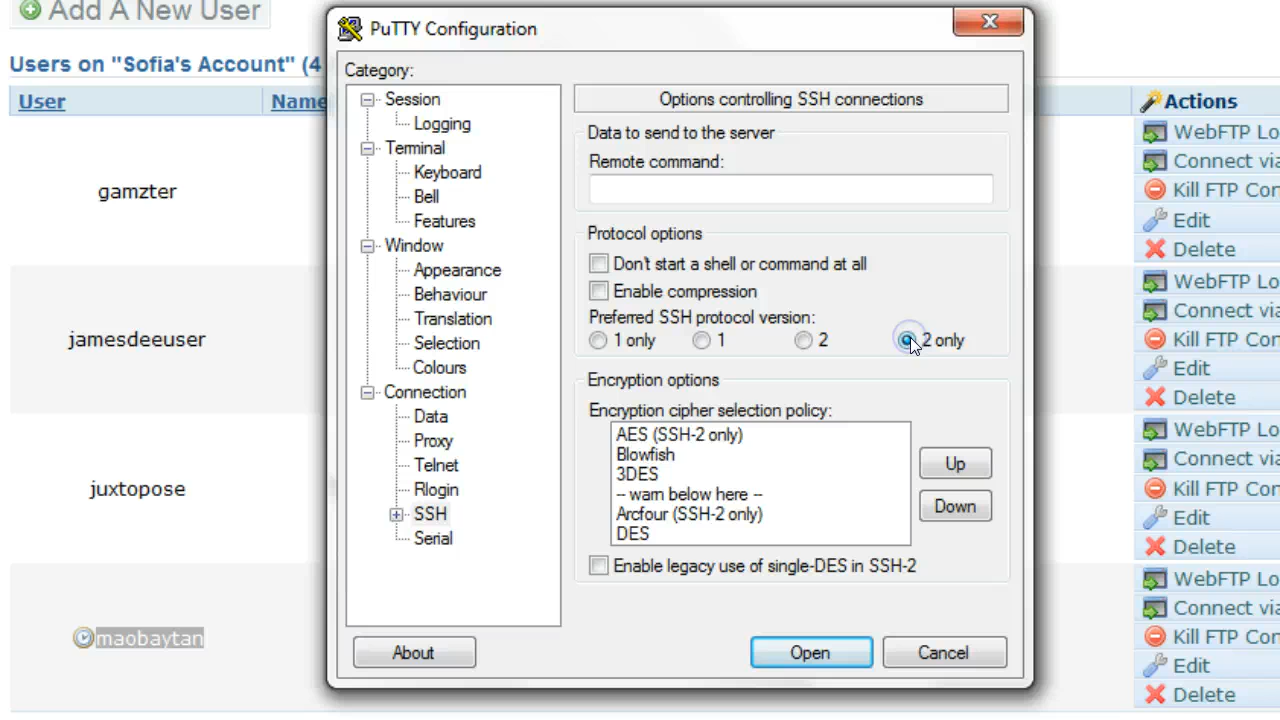 Add A New User
Users on "Sofia's Account" (4
User
Name
Actions
gamzter
WebFTP Lo
Connect via
Kill FTP Con
Edit
Delete
jamesdeeuser
WebFTP Lo
Connect via
Kill FTP Con
Edit
Delete
juxtopose
WebFTP Lo
Connect via
Kill FTP Con
Edit
Delete
maobaytan
WebFTP Lo
Connect via
Kill FTP Con
Edit
Delete
PuTTY Configuration
Category:
Session
Logging
Terminal
Keyboard
Bell
Features
Window
Appearance
Behaviour
Translation
Selection
Colours
Connection
Data
Proxy
Telnet
Rlogin
SSH
Serial
Options controlling SSH connections
Data to send to the server
Remote command:
Protocol options
Don't start a shell or command at all
Enable compression
Preferred SSH protocol version:
1 only 1 2 2 only
Encryption options
Encryption cipher selection policy:
AES (SSH-2 only)
Blowfish
3DES
-- warn below here --
Arcfour (SSH-2 only)
DES
Up
Down
Enable legacy use of single-DES in SSH-2
About
Open
Cancel